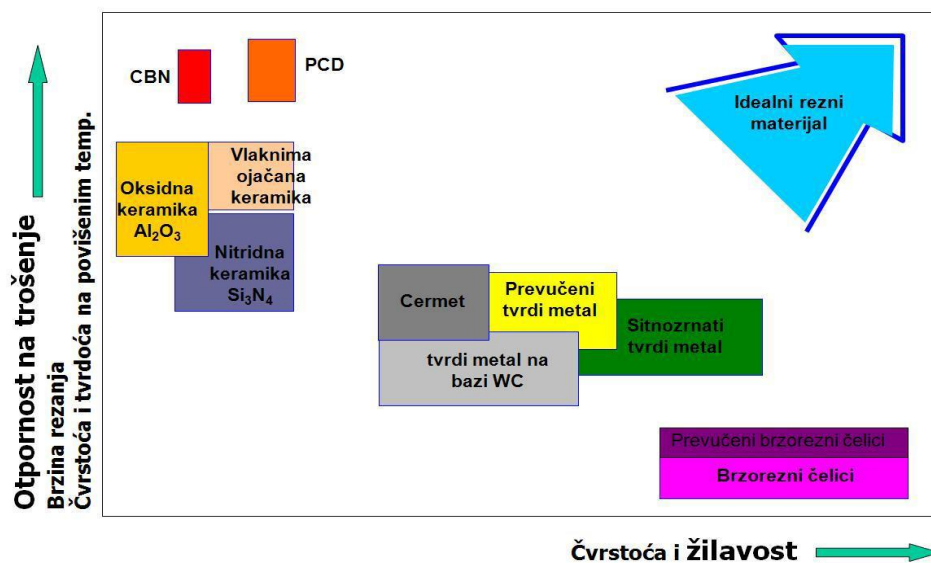 CBN
PCD
Idealni rezni
materijal
Vlaknima
ojačana
keramika
Oksidna
keramika
Al₂O₃
Nitridna
keramika
Si₃N₄
Cermet
Prevučeni
tvrdi metal
Sitnozrnati
tvrdi metal
tvrdi metal na
bazi WC
Prevučeni brzorezni čelici
Brzorezni čelici
Otpornost na trošenje
Brzina rezanja
Čvrstoća i tvrdoća na povišenim temp.
Čvrstoća i žilavost